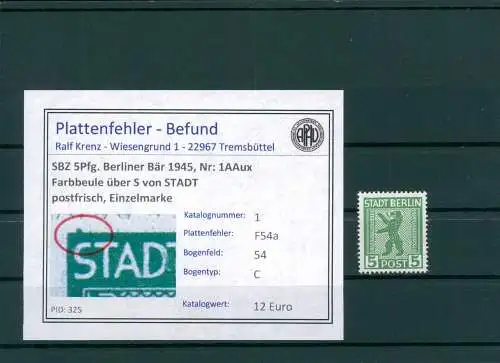 Plattenfehler - Befund
Ralf Krenz - Wiesengrund 1 - 22967 Tremsbüttel
SBZ 5Pfg. Berliner Bär 1945, Nr: 1AAux
Farbbeule über S von STADT
postfrisch, Einzelmarke
Katalognummer: 1
Plattenfehler: F54a
Bogenfeld: 54
Bogentyp: C
Katalogwert: 12 Euro
STADT
PID: 325
STADT BERLIN
5 POST 5